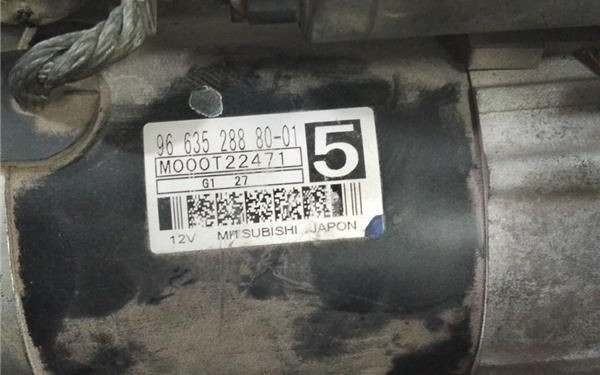 96 635 288 80-01
5
M000T22471
G1 27
12V MITSUBISHI JAPON